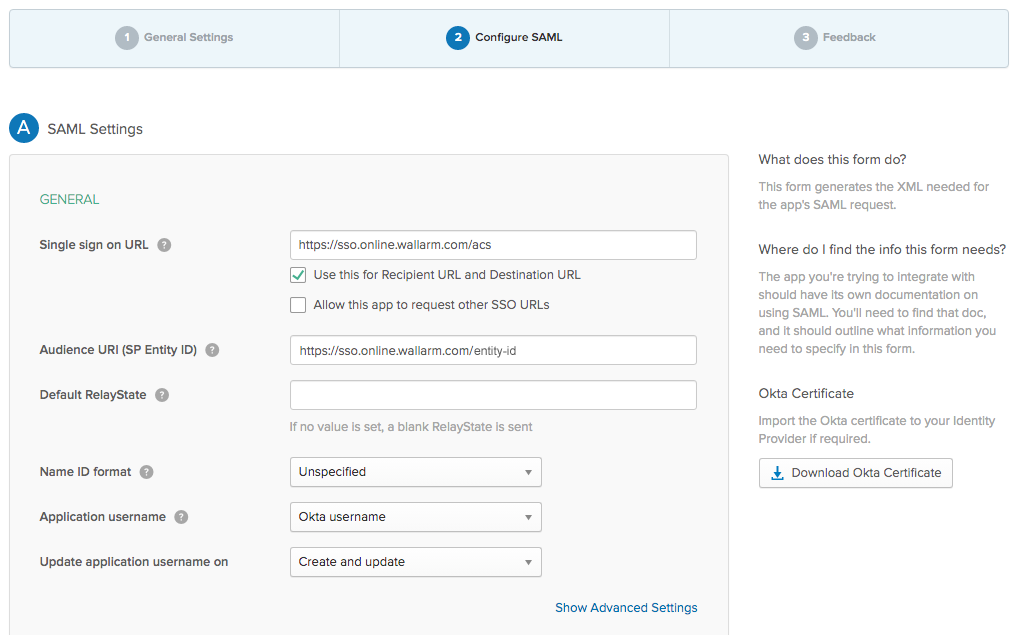 1 General Settings
2 Configure SAML
3 Feedback
A SAML Settings
GENERAL
Single sign on URL ?
https://sso.online.wallarm.com/acs
Use this for Recipient URL and Destination URL
Allow this app to request other SSO URLs
Audience URI (SP Entity ID) ?
https://sso.online.wallarm.com/entity-id
Default RelayState ?
If no value is set, a blank RelayState is sent
Name ID format ?
Unspecified
Application username ?
Okta username
Update application username on
Create and update
Show Advanced Settings
What does this form do?
This form generates the XML needed for
the app's SAML request.
Where do I find the info this form needs?
The app you're trying to integrate with
should have its own documentation on
using SAML. You'll need to find that doc,
and it should outline what information you
need to specify in this form.
Okta Certificate
Import the Okta certificate to your Identity
Provider if required.
Download Okta Certificate